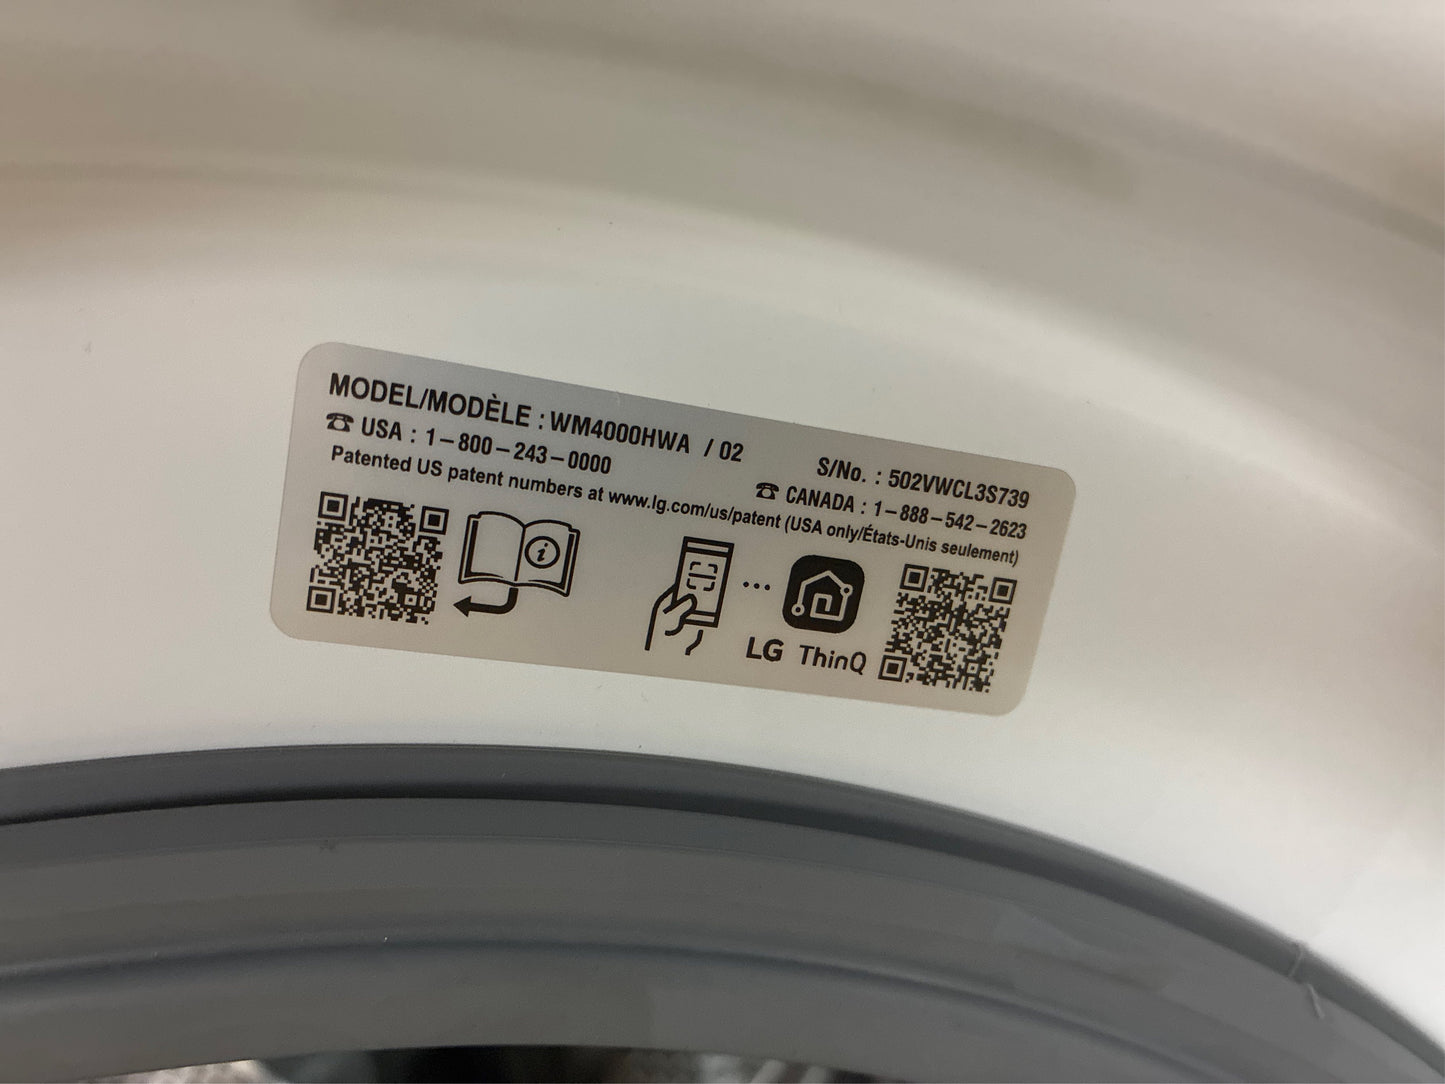 MODEL/MODÈLE : WM4000HWA / 02
S/No. : 502VWCL3S739
☎ USA : 1–800–243–0000
☎ CANADA : 1–888–542–2623
Patented US patent numbers at www.lg.com/us/patent (USA only/États-Unis seulement)
i
LG ThinQ